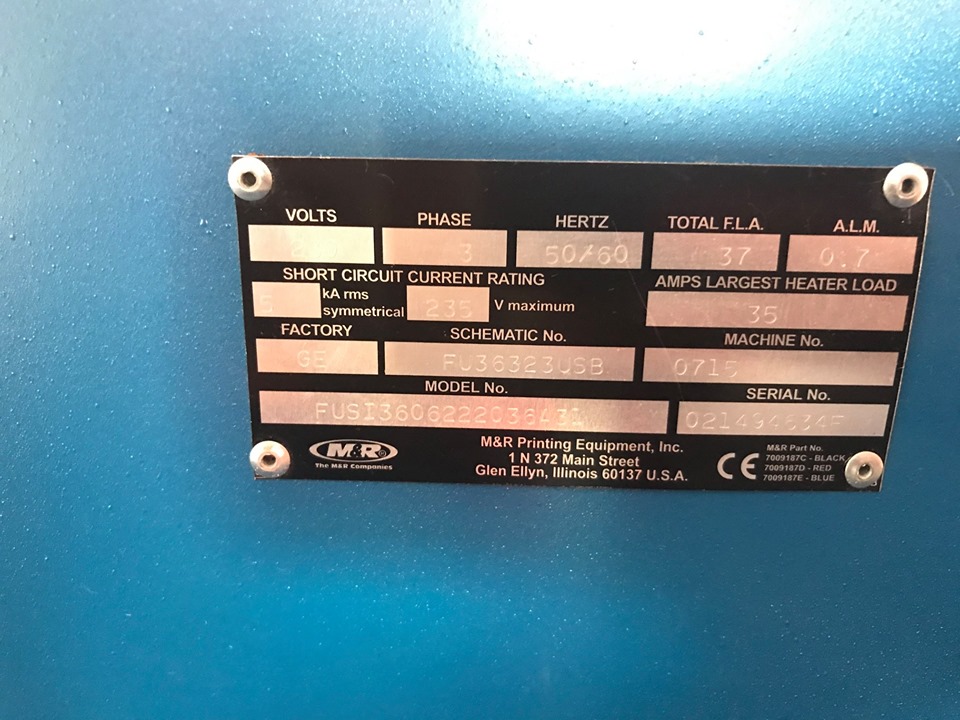 VOLTS PHASE HERTZ TOTAL F.L.A. A.L.M.
3 50/60 37 0.7
SHORT CIRCUIT CURRENT RATING AMPS LARGEST HEATER LOAD
5 kA rms symmetrical 235 V maximum 35
FACTORY SCHEMATIC No. MACHINE No.
GE FU36323USB 0715
MODEL No. SERIAL No.
M&R®
The M&R Companies
M&R Printing Equipment, Inc.
1 N 372 Main Street
Glen Ellyn, Illinois 60137 U.S.A.
CE
M&R Part No.
7009187C - BLACK
7009187D - RED
7009187E - BLUE